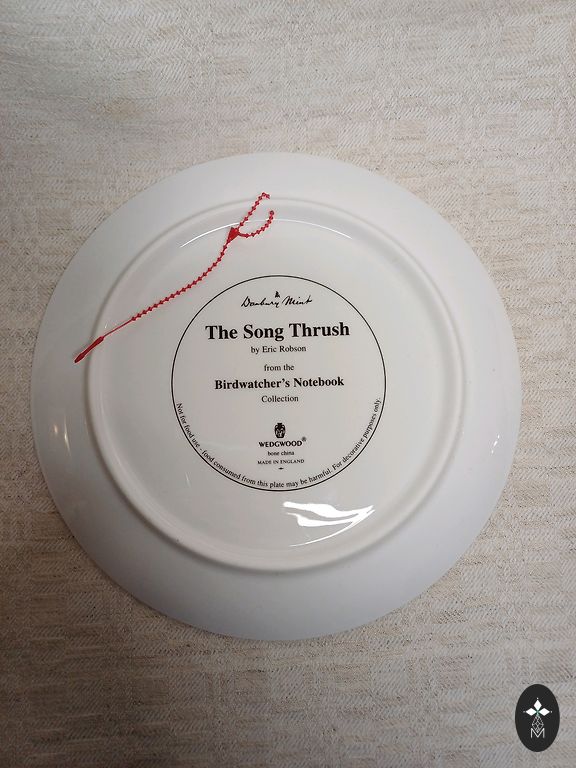 Danbury Mint
The Song Thrush
by Eric Robson
from the
Birdwatcher's Notebook
Collection
WEDGWOOD®
bone china
MADE IN ENGLAND
Not for food use. food consumed from this plate may be harmful. For decorative purposes only.
M